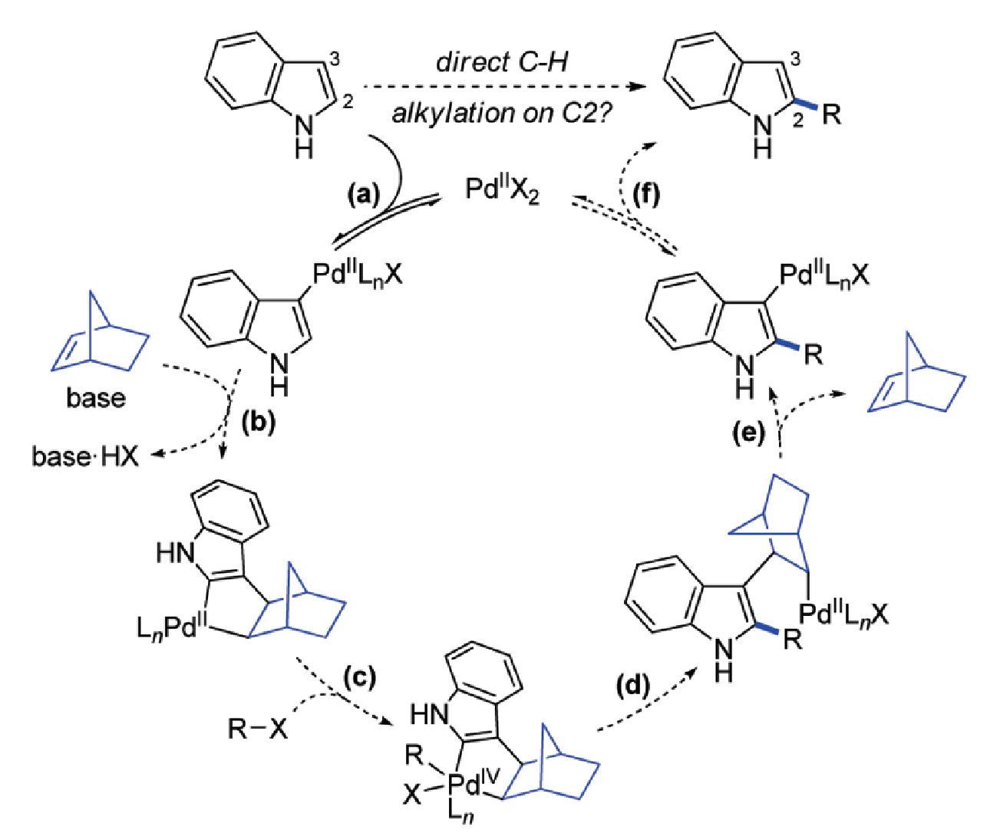 3
2
N
H
direct C-H
alkylation on C2?
3
2
R
N
H
(a)
Pd^II X_2
(f)
Pd^II L_n X
N
H
base
(b)
base·HX
Pd^II L_n X
R
N
H
(e)
HN
L_n Pd^II
(c)
R–X
HN
R
X
Pd^IV
L_n
(d)
Pd^II L_n X
R
N
H